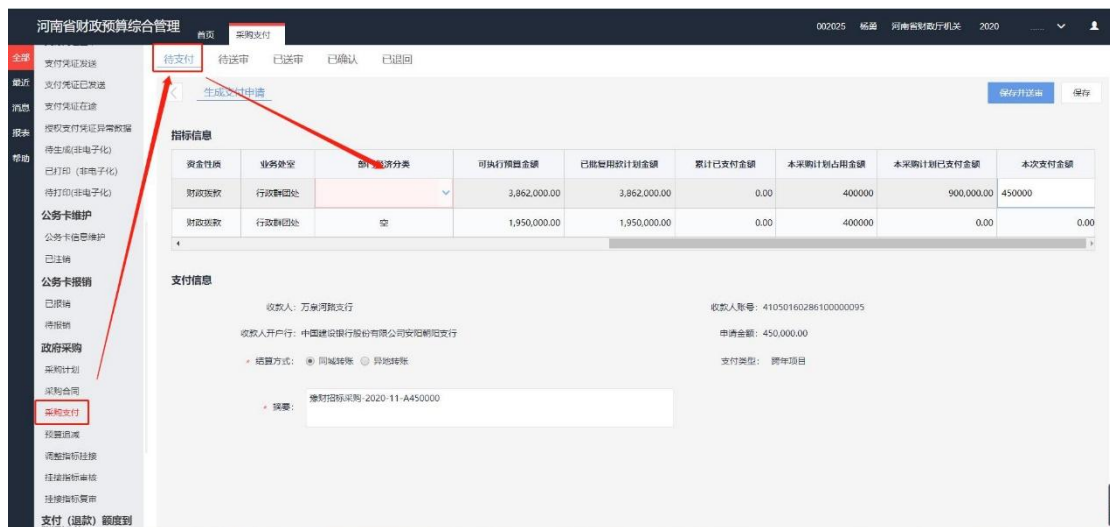 河南省财政预算综合管理 首页 采购支付 002025 杨兽 河南省财政厅机关 2020
全部
最近
消息
报表
帮助
支付凭证发送
支付凭证已发送
支付凭证在途
授权支付凭证异常数据
待生成(非电子化)
已打印（非电子化）
待打印(非电子化)
公务卡维护
公务卡信息维护
已注销
公务卡报销
已报销
待报销
政府采购
采购计划
采购合同
采购支付
预算追减
调整指标挂接
挂接指标审核
挂接指标复审
支付（退款）额度到
待支付 待送审 已送审 已确认 已退回
生成支付申请 保存并送审 保存
指标信息
资金性质 业务处室 部门经济分类 可执行预算金额 已批复用款计划金额 累计已支付金额 本采购计划占用金额 本采购计划已支付金额 本次支付金额
财政拨款 行政群团处 3,862,000.00 3,862,000.00 0.00 400000 900,000.00 450000
财政拨款 行政群团处 空 1,950,000.00 1,950,000.00 0.00 400000 0.00 0.00
支付信息
收款人: 万泉河路支行 收款人账号: 41050160286100000095
收款人开户行: 中国建设银行股份有限公司安阳朝阳支行 申请金额: 450,000.00
* 结算方式: 同城转账 异地转账 支付类型: 跨年项目
* 摘要: 豫财招标采购-2020-11-A450000